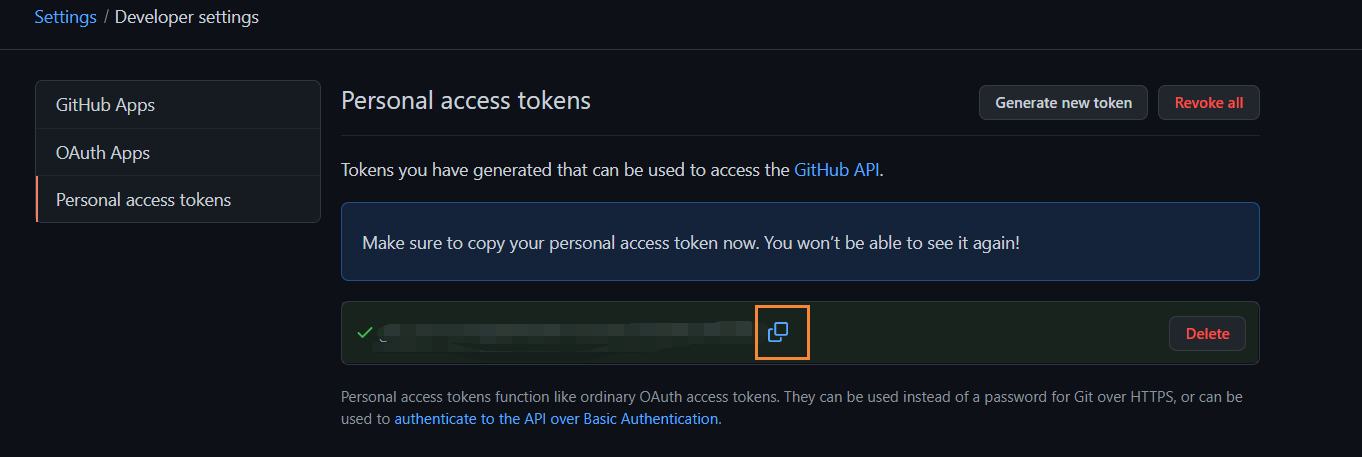 Settings / Developer settings
GitHub Apps
OAuth Apps
Personal access tokens
Personal access tokens
Generate new token
Revoke all
Tokens you have generated that can be used to access the GitHub API.
Make sure to copy your personal access token now. You won’t be able to see it again!
Delete
Personal access tokens function like ordinary OAuth access tokens. They can be used instead of a password for Git over HTTPS, or can be
used to authenticate to the API over Basic Authentication.